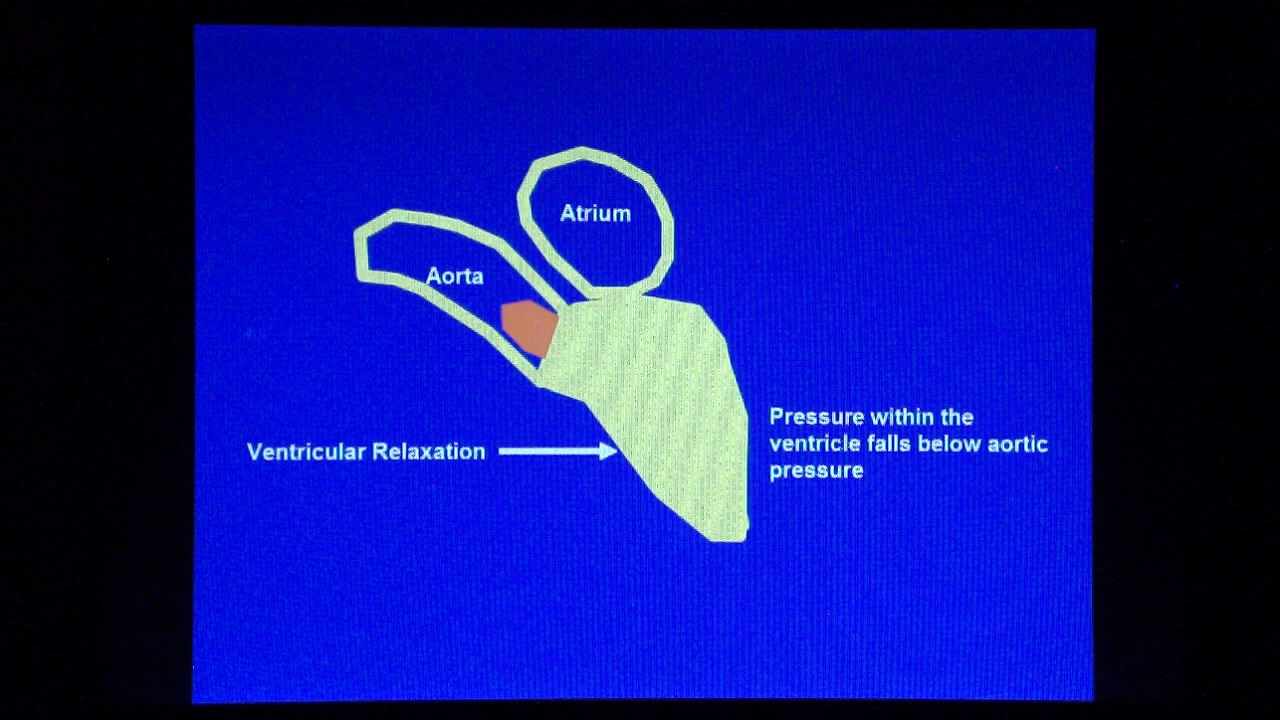 Atrium
Aorta
Ventricular Relaxation
Pressure within the
ventricle falls below aortic
pressure